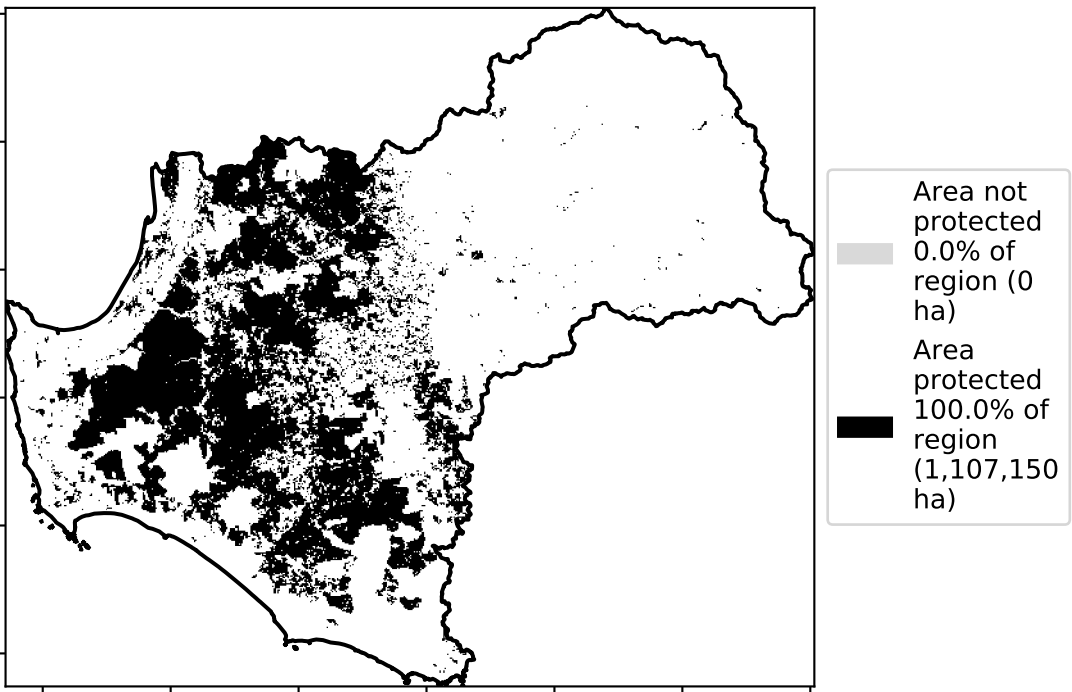 Area not
protected
0.0% of
region (0
ha)
Area
protected
100.0% of
region
(1,107,150
ha)